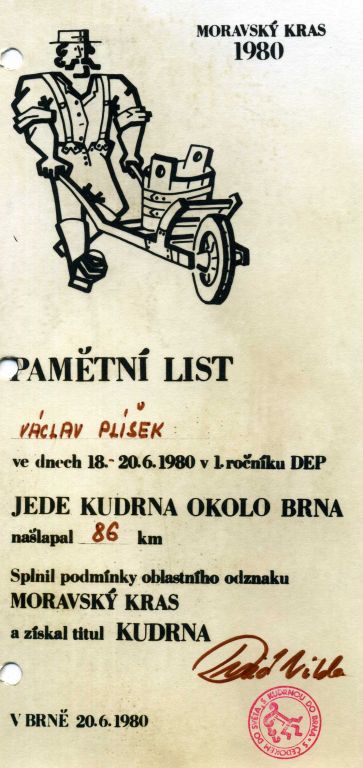 MORAVSKÝ KRAS
1980
PAMĚTNÍ LIST
VÁCLAV PLÍŠEK
ve dnech 18.- 20.6.1980 v 1. ročníku DEP
JEDE KUDRNA OKOLO BRNA
našlapal 86 km
Splnil podmínky oblastního odznaku
MORAVSKÝ KRAS
a získal titul KUDRNA
V BRNĚ 20.6.1980
S ČEDOKEM DO SVĚTA, S KUDRNOU DO BRNA